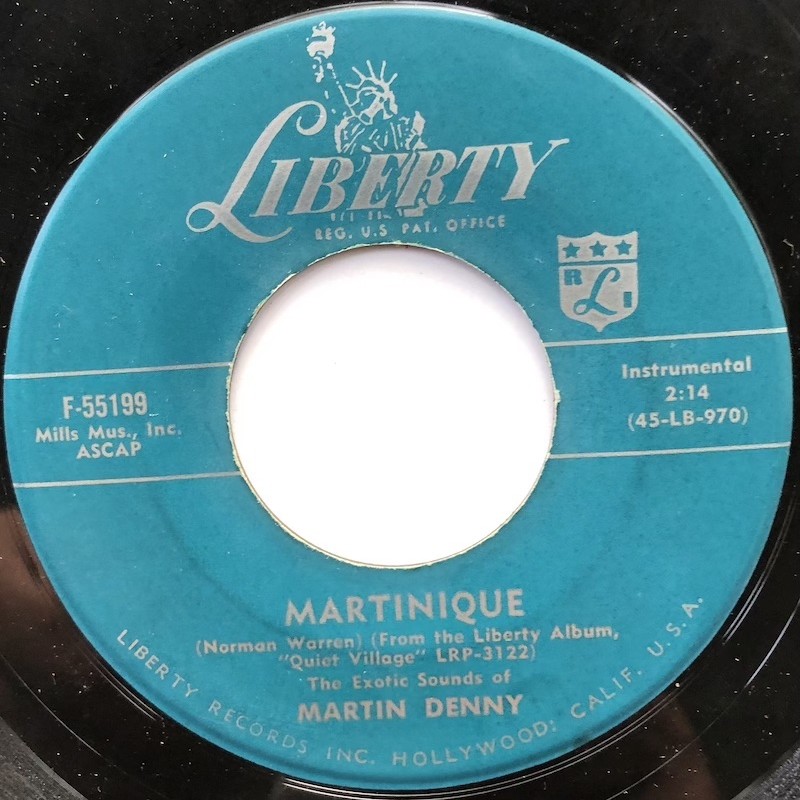 LIBERTY
REG. U.S. PAT. OFFICE
R L I
F-55199
Mills Mus., Inc.
ASCAP
Instrumental
2:14
(45-LB-970)
MARTINIQUE
(Norman Warren) (From the Liberty Album,
"Quiet Village" LRP-3122)
The Exotic Sounds of
MARTIN DENNY
LIBERTY RECORDS INC. HOLLYWOOD: CALIF. U.S.A.